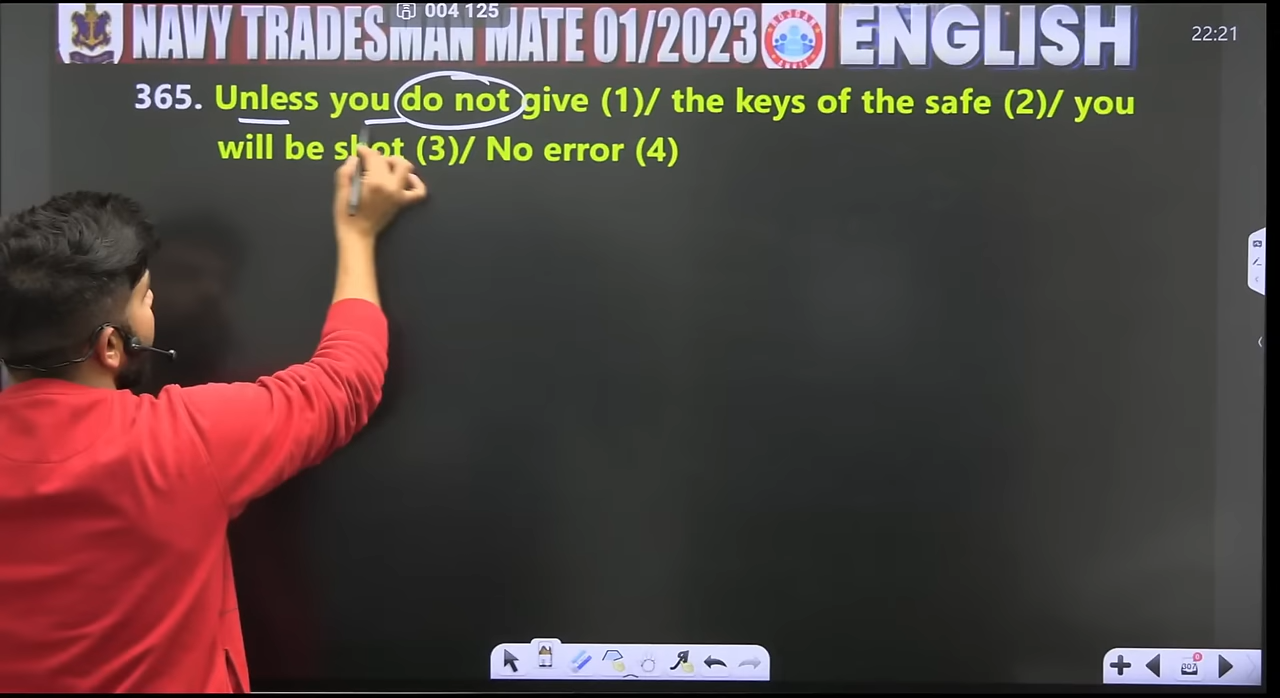 004 125
NAVY TRADESMAN MATE 01/2023 ENGLISH
22:21
365. Unless you do not give (1)/ the keys of the safe (2)/ you
will be shot (3)/ No error (4)
307